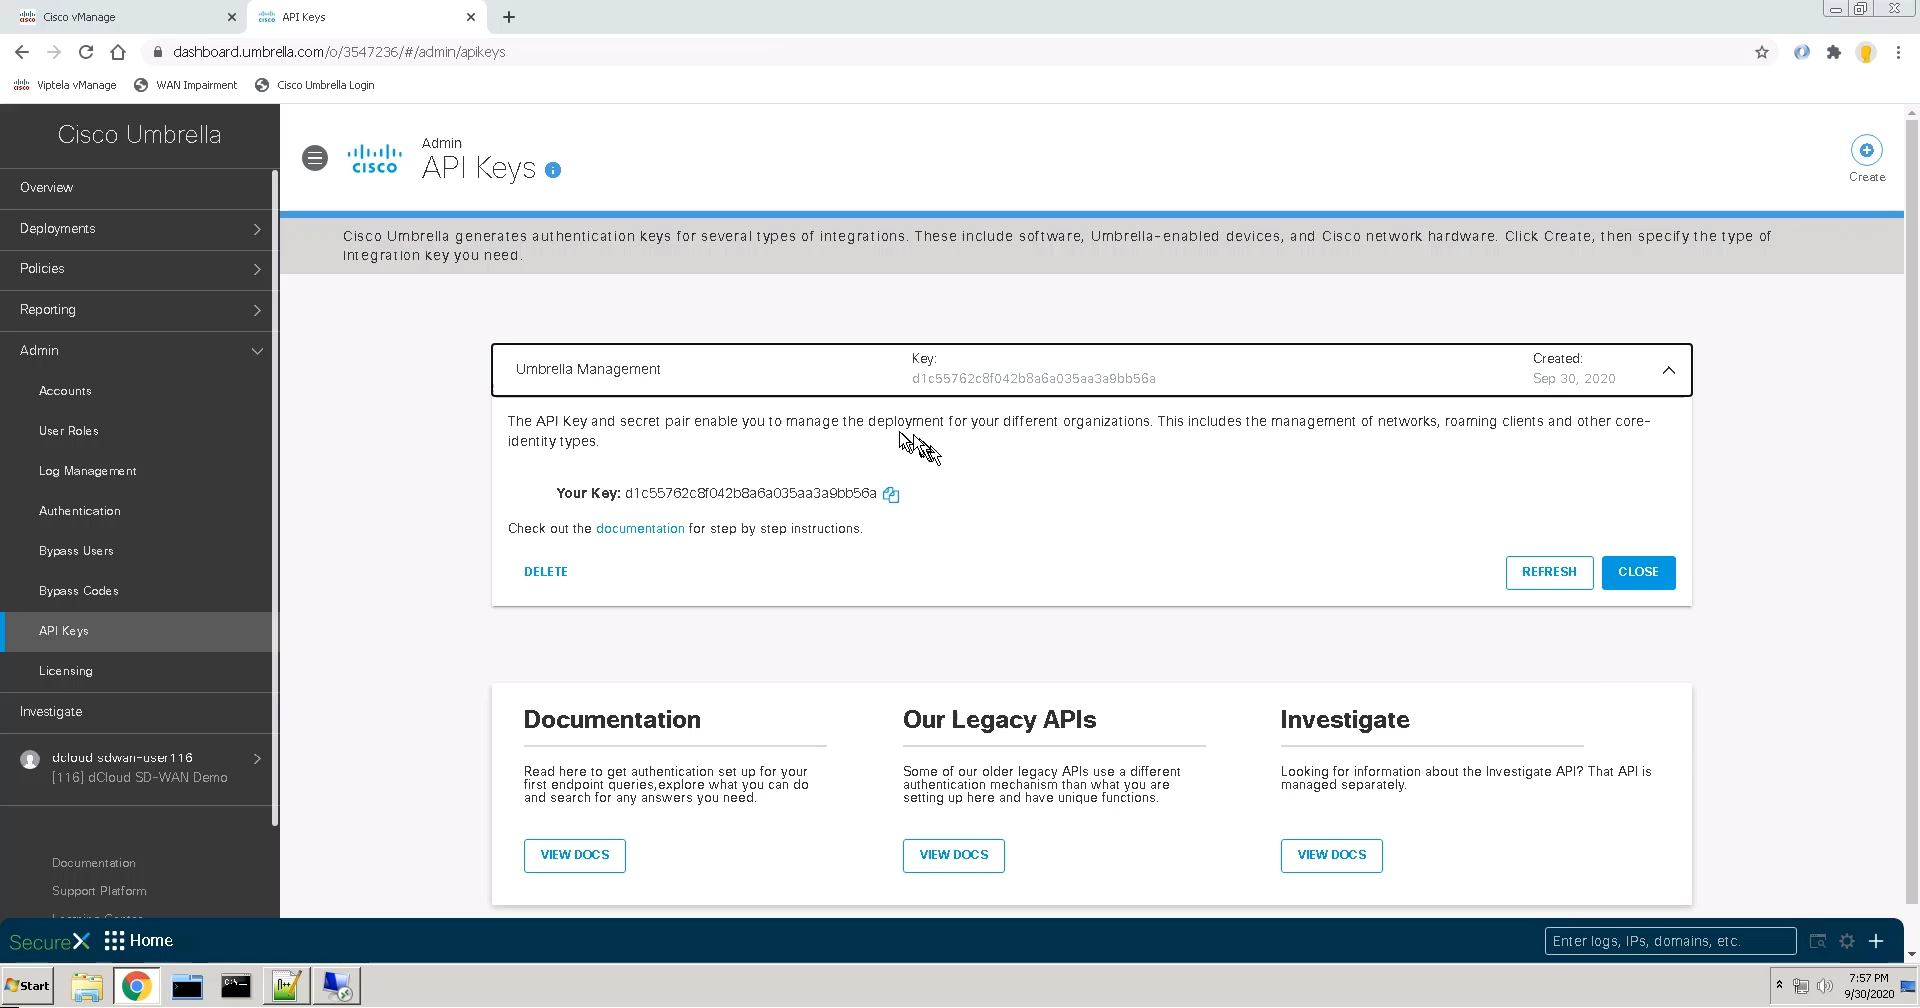 Cisco vManage
API Keys
dashboard.umbrella.com/o/3547236/#/admin/apikeys
Viptela vManage
WAN Impairment
Cisco Umbrella Login
Cisco Umbrella
Overview
Deployments
Policies
Reporting
Admin
Accounts
User Roles
Log Management
Authentication
Bypass Users
Bypass Codes
API Keys
Licensing
Investigate
dcloud sdwan-user116
[116] dCloud SD-WAN Demo
Documentation
Support Platform
Learning Center
CISCO
Admin
API Keys
Create
Cisco Umbrella generates authentication keys for several types of integrations. These include software, Umbrella-enabled devices, and Cisco network hardware. Click Create, then specify the type of
integration key you need.
Umbrella Management
Key:
d1c55762c8f042b8a6a035aa3a9bb56a
Created:
Sep 30, 2020
The API Key and secret pair enable you to manage the deployment for your different organizations. This includes the management of networks, roaming clients and other core-
identity types.
Your Key: d1c55762c8f042b8a6a035aa3a9bb56a
Check out the documentation for step by step instructions.
DELETE
REFRESH
CLOSE
Documentation
Read here to get authentication set up for your
first endpoint queries,explore what you can do
and search for any answers you need.
VIEW DOCS
Our Legacy APIs
Some of our older legacy APIs use a different
authentication mechanism than what you are
setting up here and have unique functions.
VIEW DOCS
Investigate
Looking for information about the Investigate API? That API is
managed separately.
VIEW DOCS
SecureX
Home
Enter logs, IPs, domains, etc.
Start
7:57 PM
9/30/2020